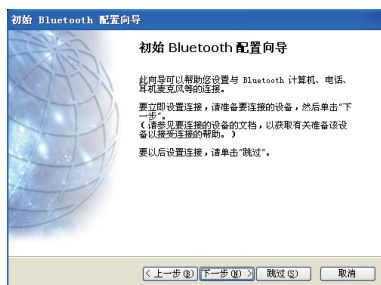 初始 Bluetooth 配置向导
初始 Bluetooth 配置向导
此向导可以帮助您设置与 Bluetooth 计算机、电话、
耳机麦克风等的连接。
要立即设置连接，请准备要连接的设备，然后单击“下
一步”。
（请参见要连接的设备的文档，以获取有关准备该设
备以接受连接的帮助。）
要以后设置连接，请单击“跳过”。
< 上一步(B) 下一步(N) > 跳过(S) 取消